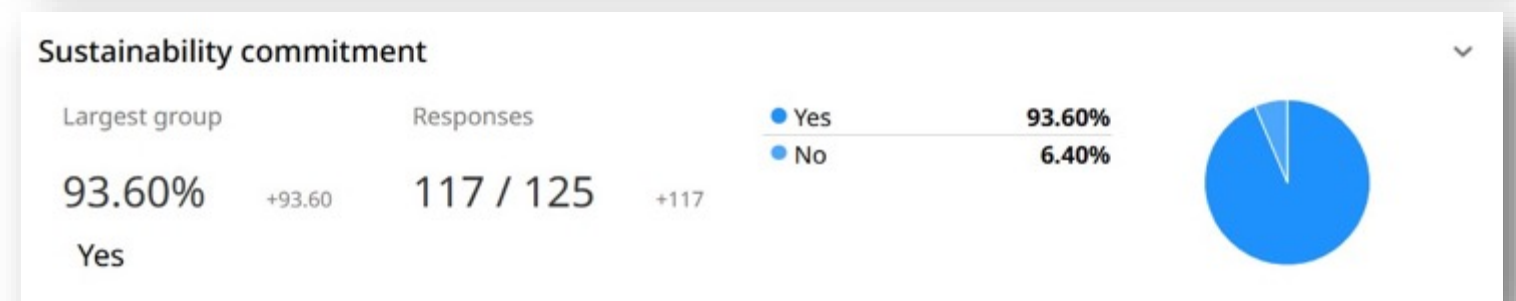 Sustainability commitment
Largest group
Responses
93.60% +93.60
117 / 125 +117
Yes
Yes 93.60%
No 6.40%